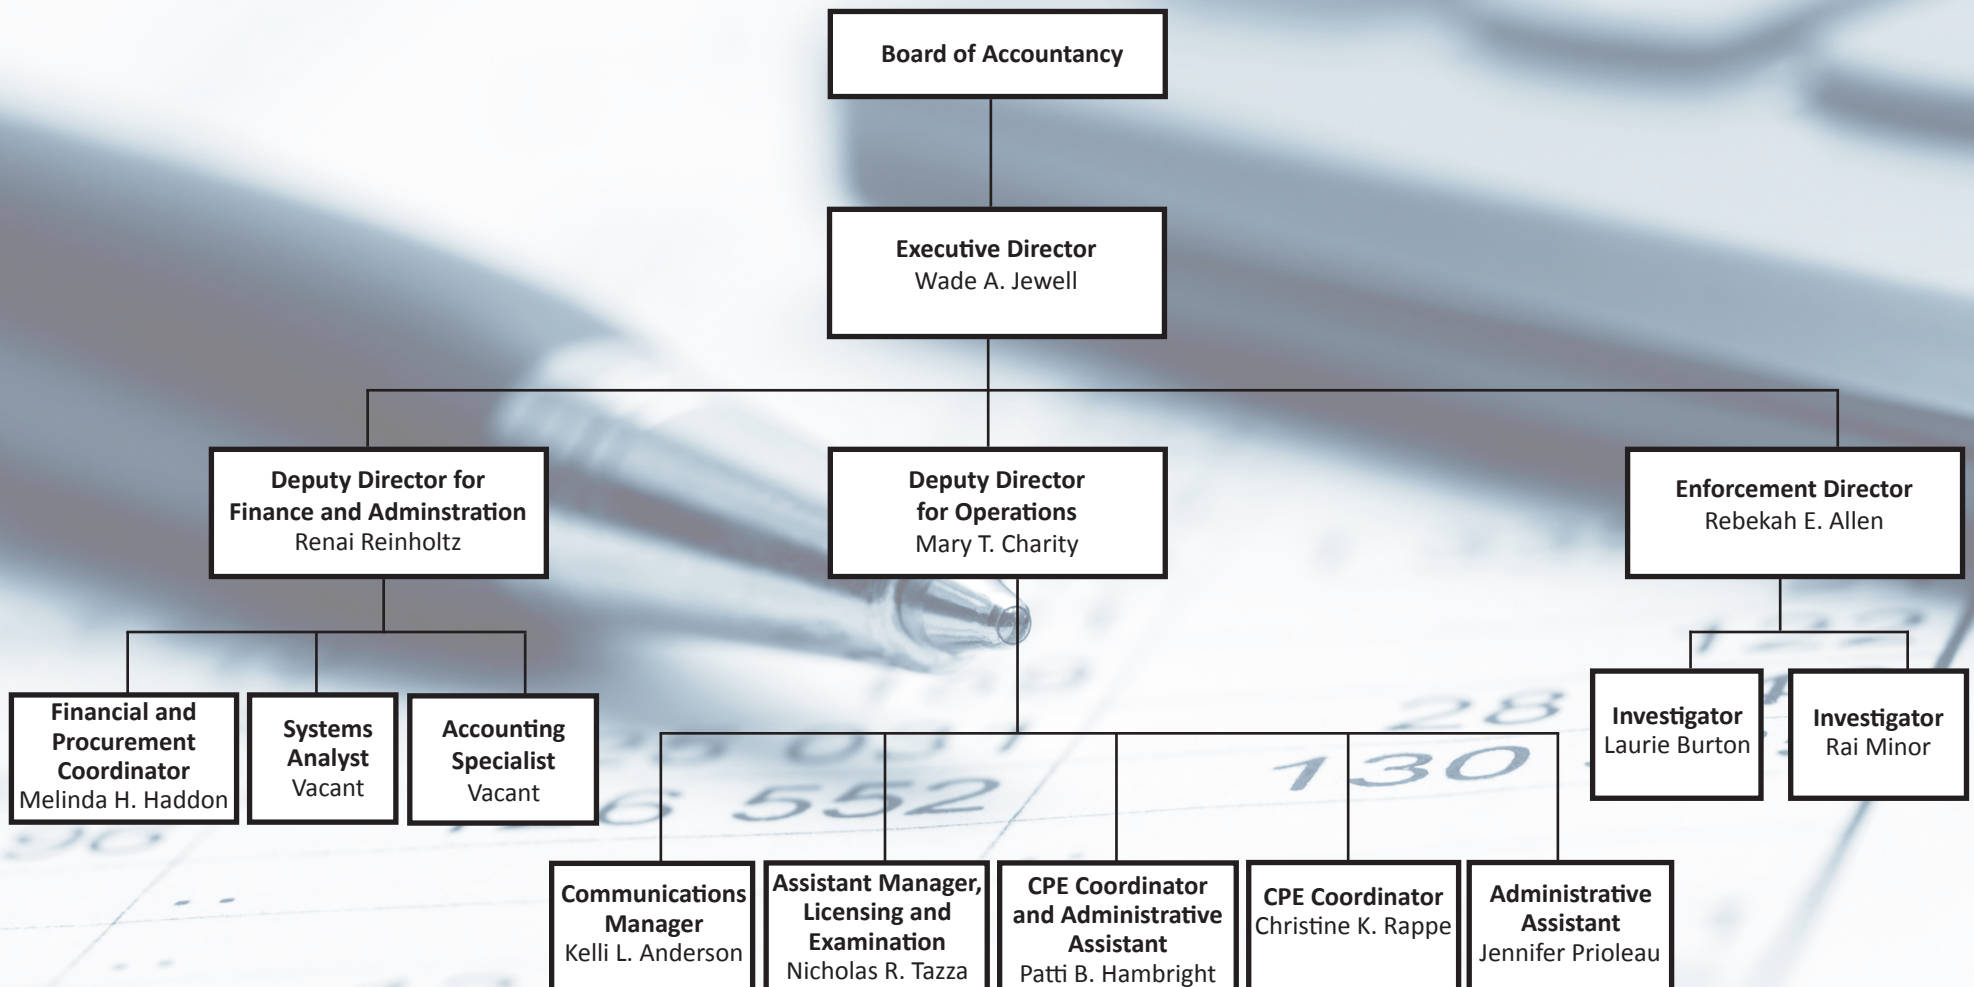 Board of Accountancy
Executive Director
Wade A. Jewell
Deputy Director for
Finance and Adminstration
Renai Reinholtz
Deputy Director
for Operations
Mary T. Charity
Enforcement Director
Rebekah E. Allen
Financial and
Procurement
Coordinator
Melinda H. Haddon
Systems
Analyst
Vacant
Accounting
Specialist
Vacant
Investigator
Laurie Burton
Investigator
Rai Minor
Communications
Manager
Kelli L. Anderson
Assistant Manager,
Licensing and
Examination
Nicholas R. Tazza
CPE Coordinator
and Administrative
Assistant
Patti B. Hambright
CPE Coordinator
Christine K. Rappe
Administrative
Assistant
Jennifer Prioleau
28
552
130